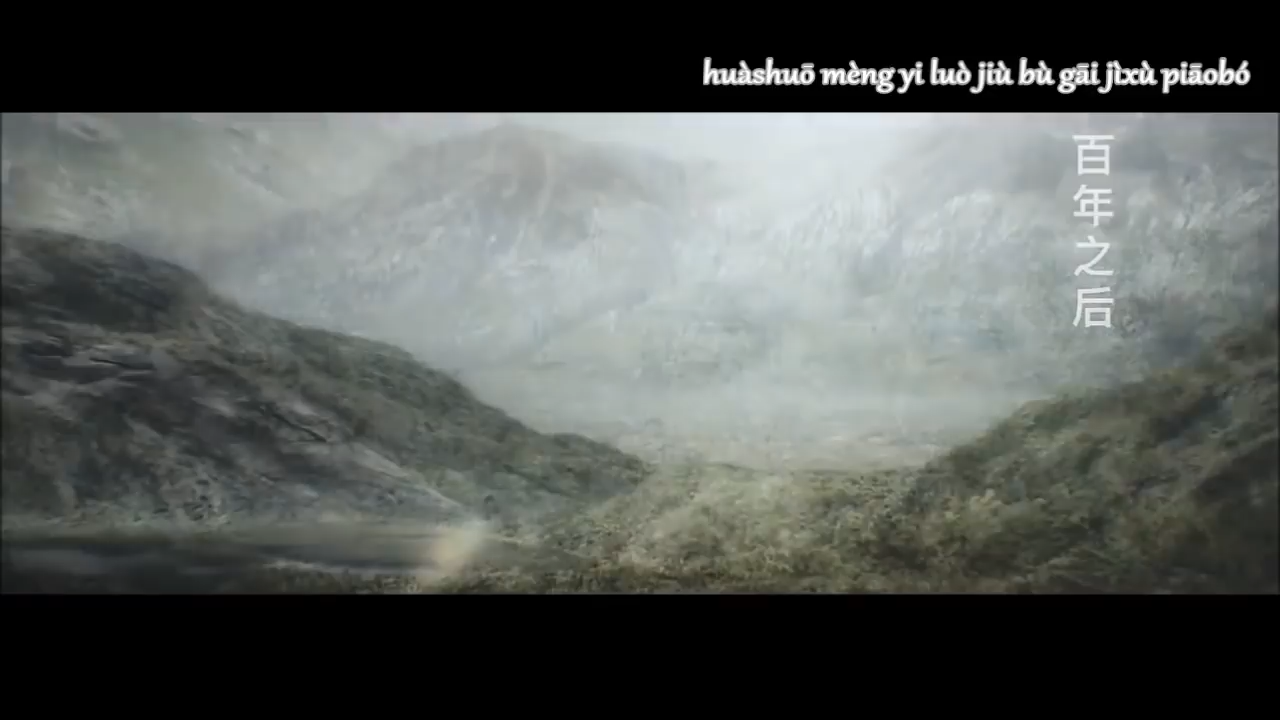 huàshuō mèng yi luò jiù bù gāi jìxù piāobó
百年之后